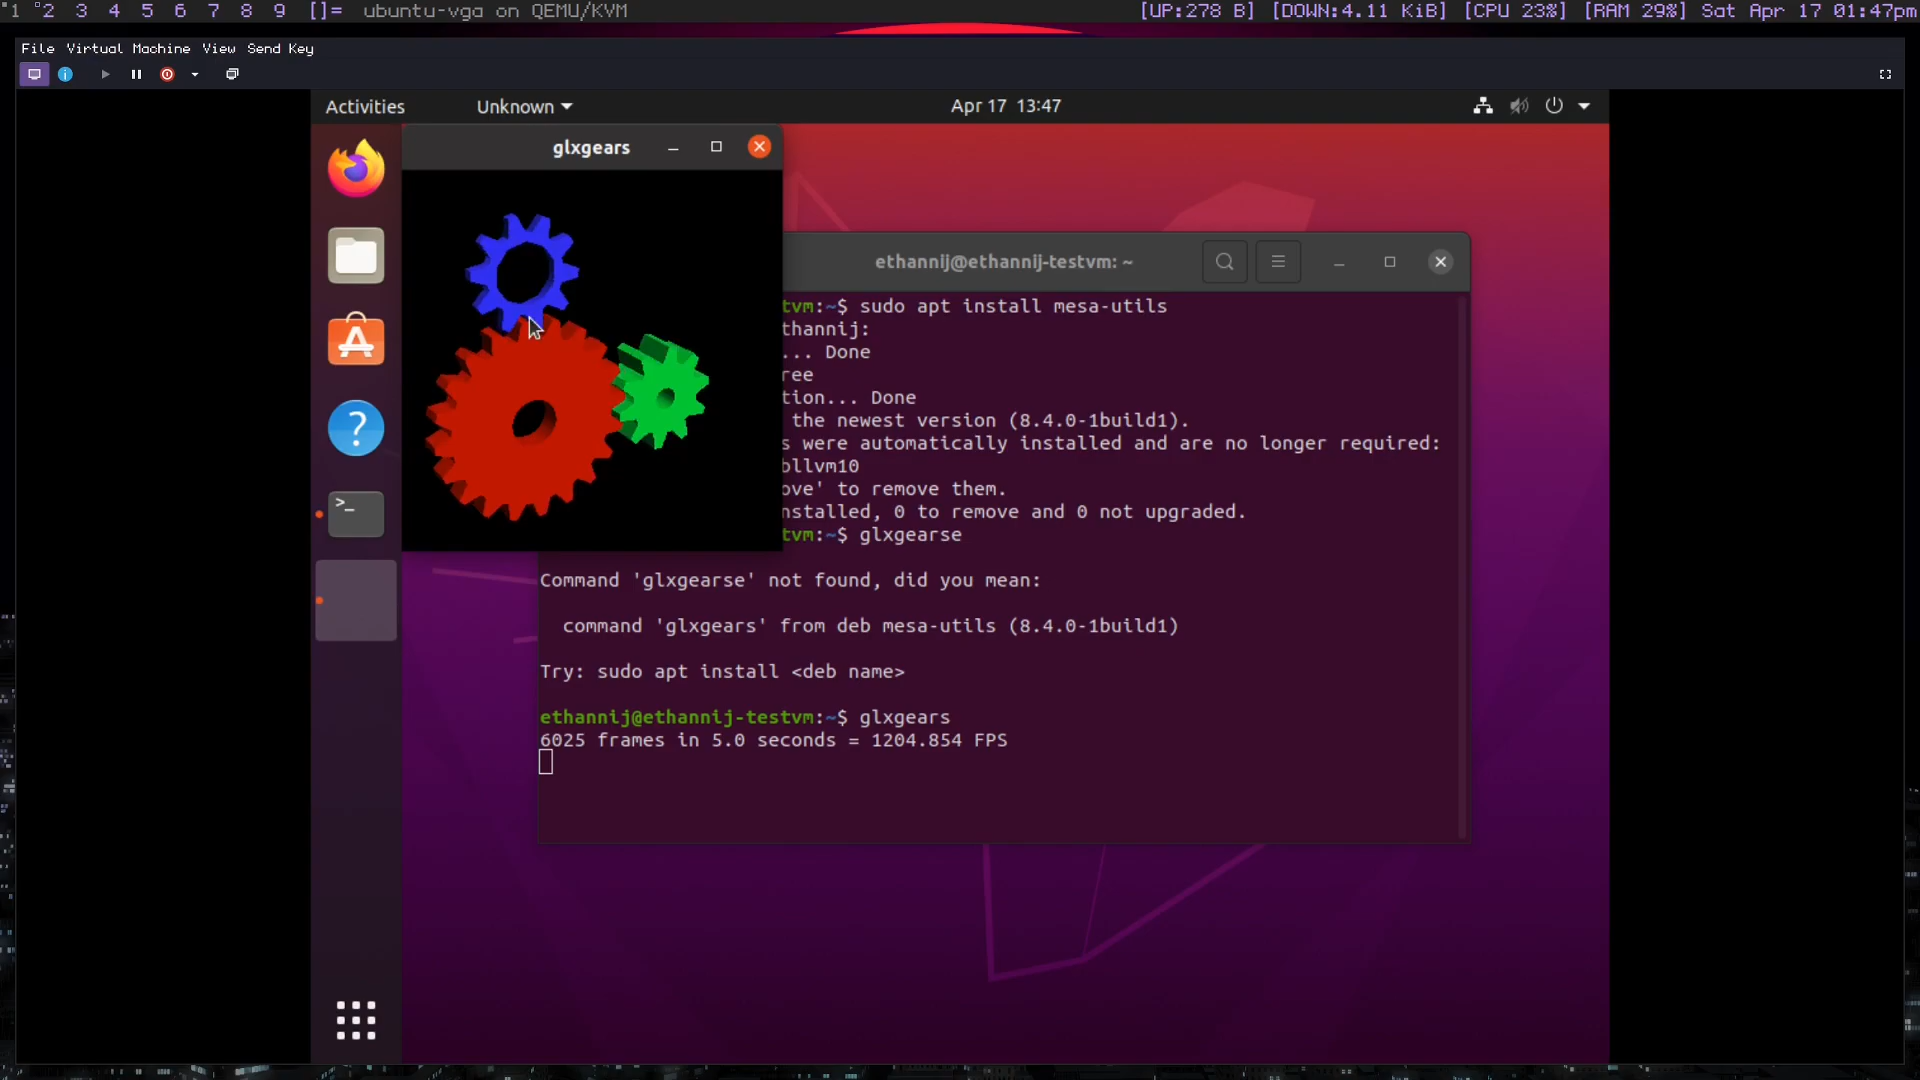 1 2 3 4 5 6 7 8 9 []= ubuntu-vga on QEMU/KVM [UP:278 B] [DOWN:4.11 KiB] [CPU 23%] [RAM 29%] Sat Apr 17 01:47pm
File Virtual Machine View Send Key
Activities Unknown Apr 17 13:47
glxgears
ethannij@ethannij-testvm: ~
tvm:~$ sudo apt install mesa-utils
thannij:
... Done
ree
tion... Done
the newest version (8.4.0-1build1).
s were automatically installed and are no longer required:
bllvm10
ove' to remove them.
nstalled, 0 to remove and 0 not upgraded.
tvm:~$ glxgearse
Command 'glxgearse' not found, did you mean:
command 'glxgears' from deb mesa-utils (8.4.0-1build1)
Try: sudo apt install <deb name>
ethannij@ethannij-testvm:~$ glxgears
6025 frames in 5.0 seconds = 1204.854 FPS